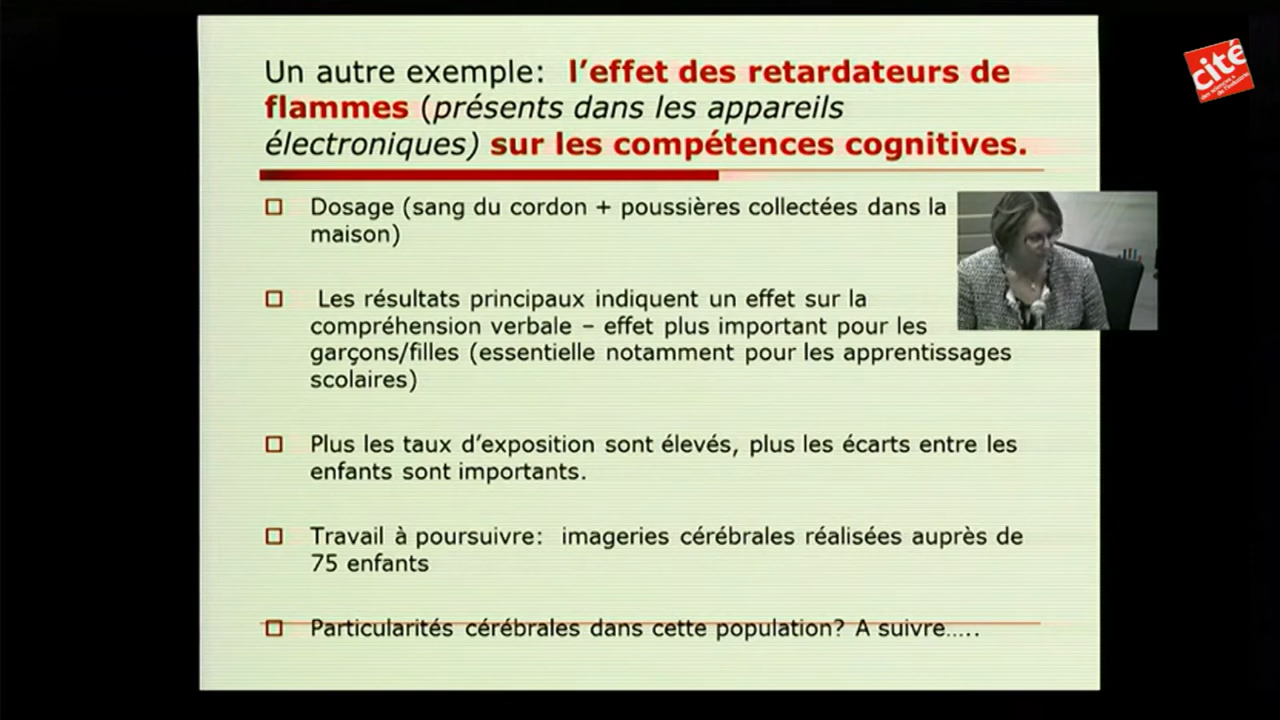 Un autre exemple: l'effet des retardateurs de
flammes (présents dans les appareils
électroniques) sur les compétences cognitives.
Dosage (sang du cordon + poussières collectées dans la
maison)
Les résultats principaux indiquent un effet sur la
compréhension verbale – effet plus important pour les
garçons/filles (essentielle notamment pour les apprentissages
scolaires)
Plus les taux d'exposition sont élevés, plus les écarts entre les
enfants sont importants.
Travail à poursuivre: imageries cérébrales réalisées auprès de
75 enfants
Particularités cérébrales dans cette population? A suivre.....
cité
des sciences &
de l'industrie